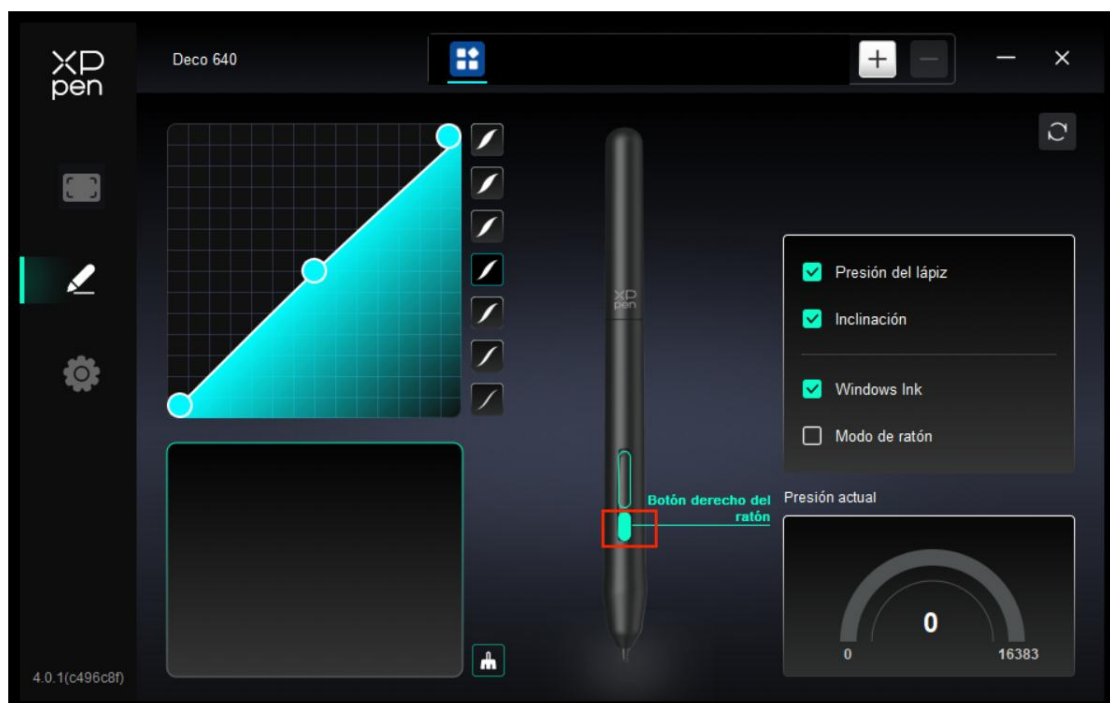 XP
pen
Deco 640
XP
pen
Presión del lápiz
Inclinación
Windows Ink
Modo de ratón
Botón derecho del
ratón
Presión actual
0
0
16383
4.0.1(c496c8f)